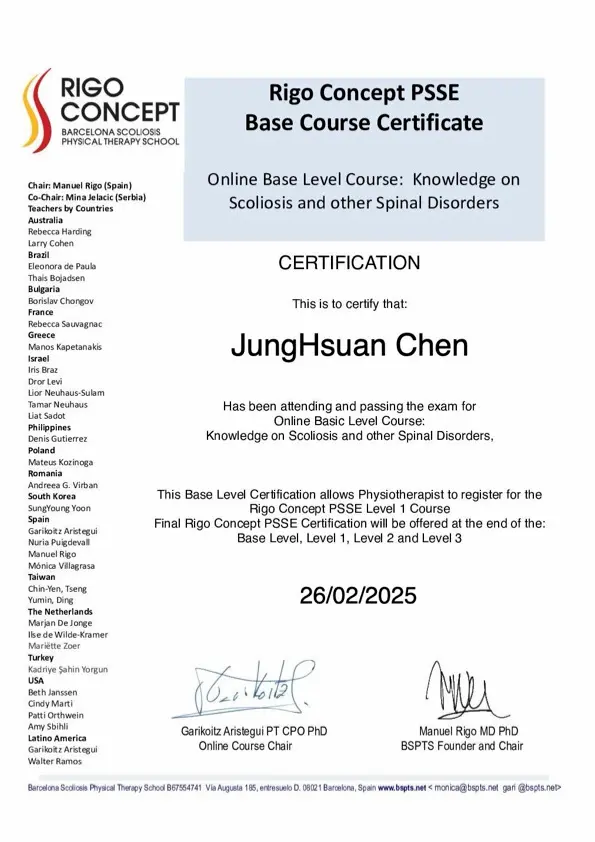 RIGO
CONCEPT
BARCELONA SCOLIOSIS
PHYSICAL THERAPY SCHOOL
Rigo Concept PSSE
Base Course Certificate
Online Base Level Course: Knowledge on
Scoliosis and other Spinal Disorders
Chair: Manuel Rigo (Spain)
Co-Chair: Mina Jelacic (Serbia)
Teachers by Countries
Australia
Rebecca Harding
Larry Cohen
Brazil
Eleonora de Paula
Thais Bojadsen
Bulgaria
Borislav Chongov
France
Rebecca Sauvagnac
Greece
Manos Kapetanakis
Israel
Iris Braz
Dror Levi
Lior Neuhaus-Sulam
Tamar Neuhaus
Liat Sadot
Philippines
Denis Gutierrez
Poland
Mateus Kozinoga
Romania
Andreea G. Virban
South Korea
SungYoung Yoon
Spain
Garikoitz Aristegui
Nuria Puigdevall
Manuel Rigo
Mónica Villagrasa
Taiwan
Chin-Yen, Tseng
Yumin, Ding
The Netherlands
Marjan De Jonge
Ilse de Wilde-Kramer
Mariëtte Zoer
Turkey
Kadriye Şahin Yorgun
USA
Beth Janssen
Cindy Marti
Patti Orthwein
Amy Sbihli
Latino America
Garikoitz Aristegui
Walter Ramos
CERTIFICATION
This is to certify that:
JungHsuan Chen
Has been attending and passing the exam for
Online Basic Level Course:
Knowledge on Scoliosis and other Spinal Disorders,
This Base Level Certification allows Physiotherapist to register for the
Rigo Concept PSSE Level 1 Course
Final Rigo Concept PSSE Certification will be offered at the end of the:
Base Level, Level 1, Level 2 and Level 3
26/02/2025
Garikoitz Aristegui PT CPO PhD
Online Course Chair
Manuel Rigo MD PhD
BSPTS Founder and Chair
Barcelona Scoliosis Physical Therapy School B67554741 Vía Augusta 185, entresuelo D. 08021 Barcelona, Spain www.bspts.net < monica@bspts.net gari @bspts.net>